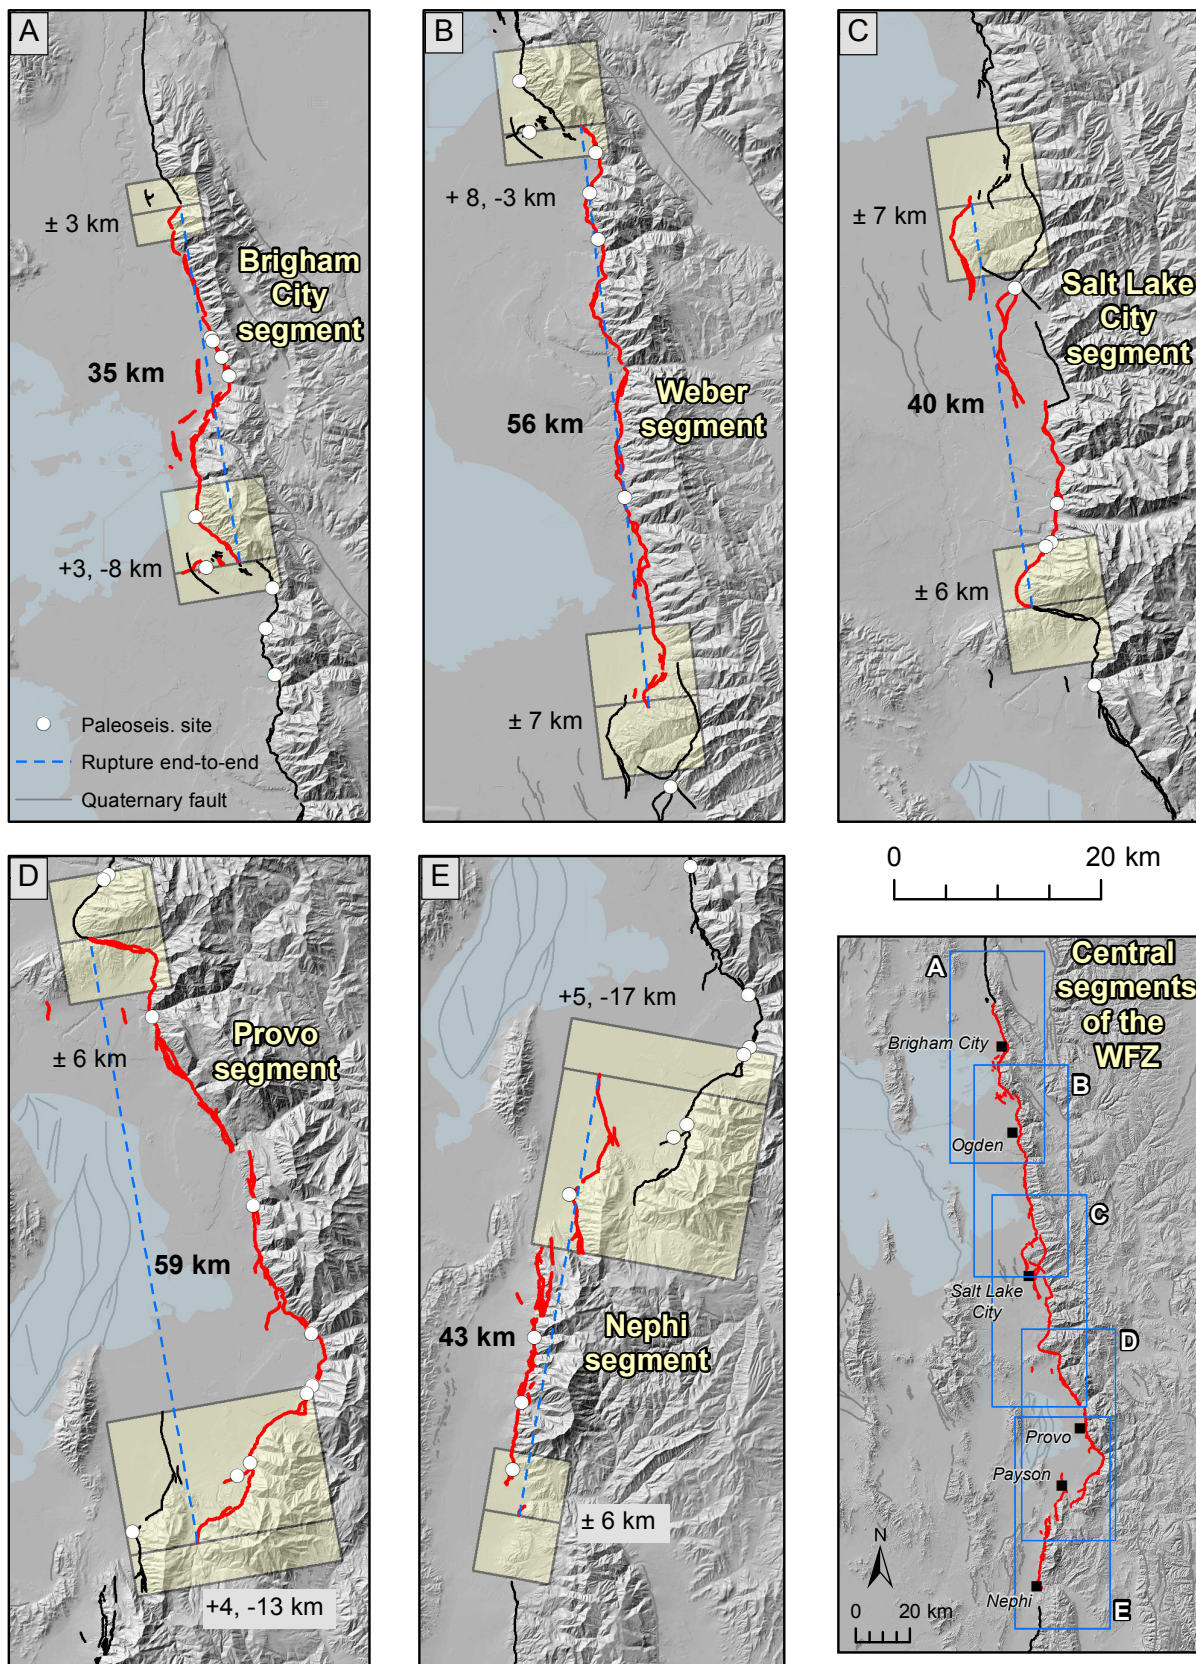 A
± 3 km
Brigham
City
segment
35 km
+3, -8 km
Paleoseis. site
Rupture end-to-end
Quaternary fault
B
+ 8, -3 km
Weber
segment
56 km
± 7 km
C
± 7 km
Salt Lake
City
segment
40 km
± 6 km
0 20 km
D
Provo
segment
± 6 km
59 km
+4, -13 km
E
+5, -17 km
43 km
Nephi
segment
± 6 km
Central
segments
of the
WFZ
A
Brigham City
B
Ogden
C
Salt Lake
City
D
Provo
Payson
N
Nephi
0 20 km
E